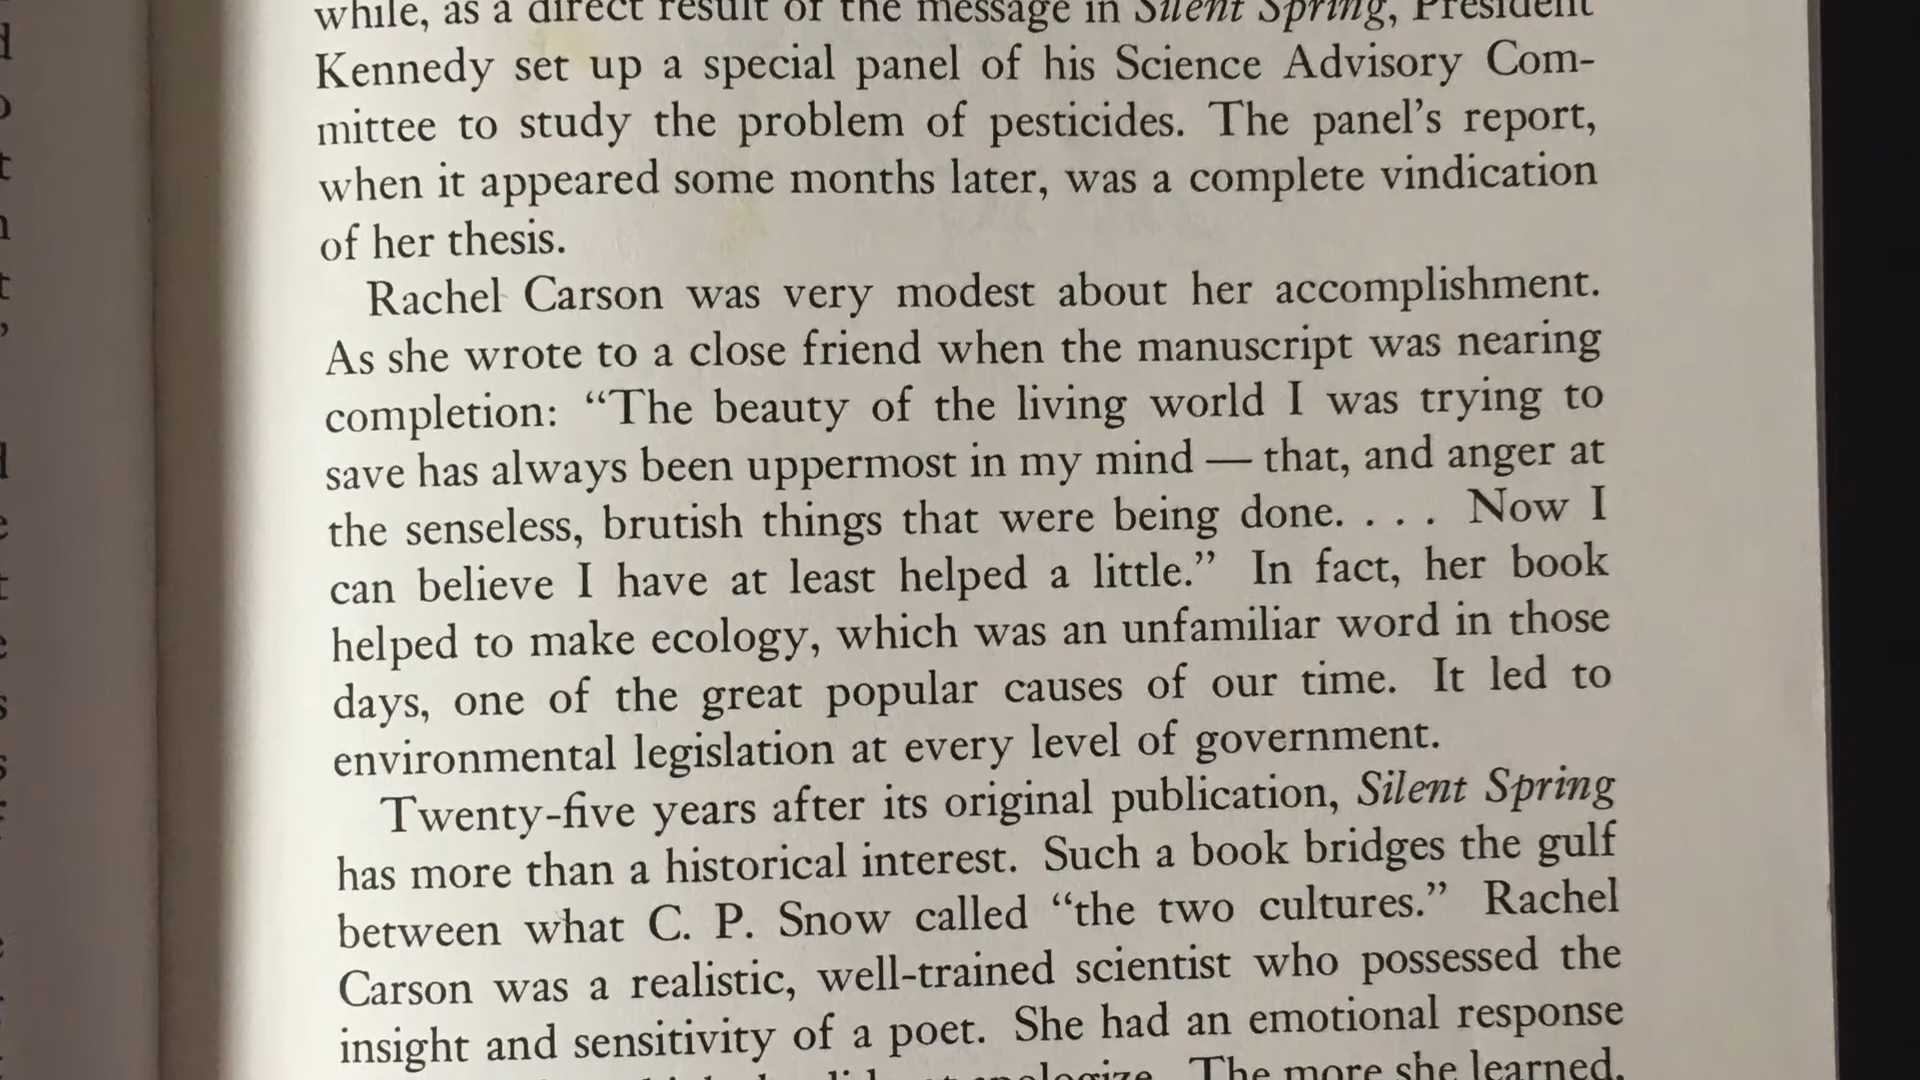 while, as a direct result of the message in Silent Spring, President
Kennedy set up a special panel of his Science Advisory Com-
mittee to study the problem of pesticides. The panel's report,
when it appeared some months later, was a complete vindication
of her thesis.
Rachel Carson was very modest about her accomplishment.
As she wrote to a close friend when the manuscript was nearing
completion: “The beauty of the living world I was trying to
save has always been uppermost in my mind — that, and anger at
the senseless, brutish things that were being done. . . . Now I
can believe I have at least helped a little.” In fact, her book
helped to make ecology, which was an unfamiliar word in those
days, one of the great popular causes of our time. It led to
environmental legislation at every level of government.
Twenty-five years after its original publication, Silent Spring
has more than a historical interest. Such a book bridges the gulf
between what C. P. Snow called “the two cultures.” Rachel
Carson was a realistic, well-trained scientist who possessed the
insight and sensitivity of a poet. She had an emotional response
The more she learned,